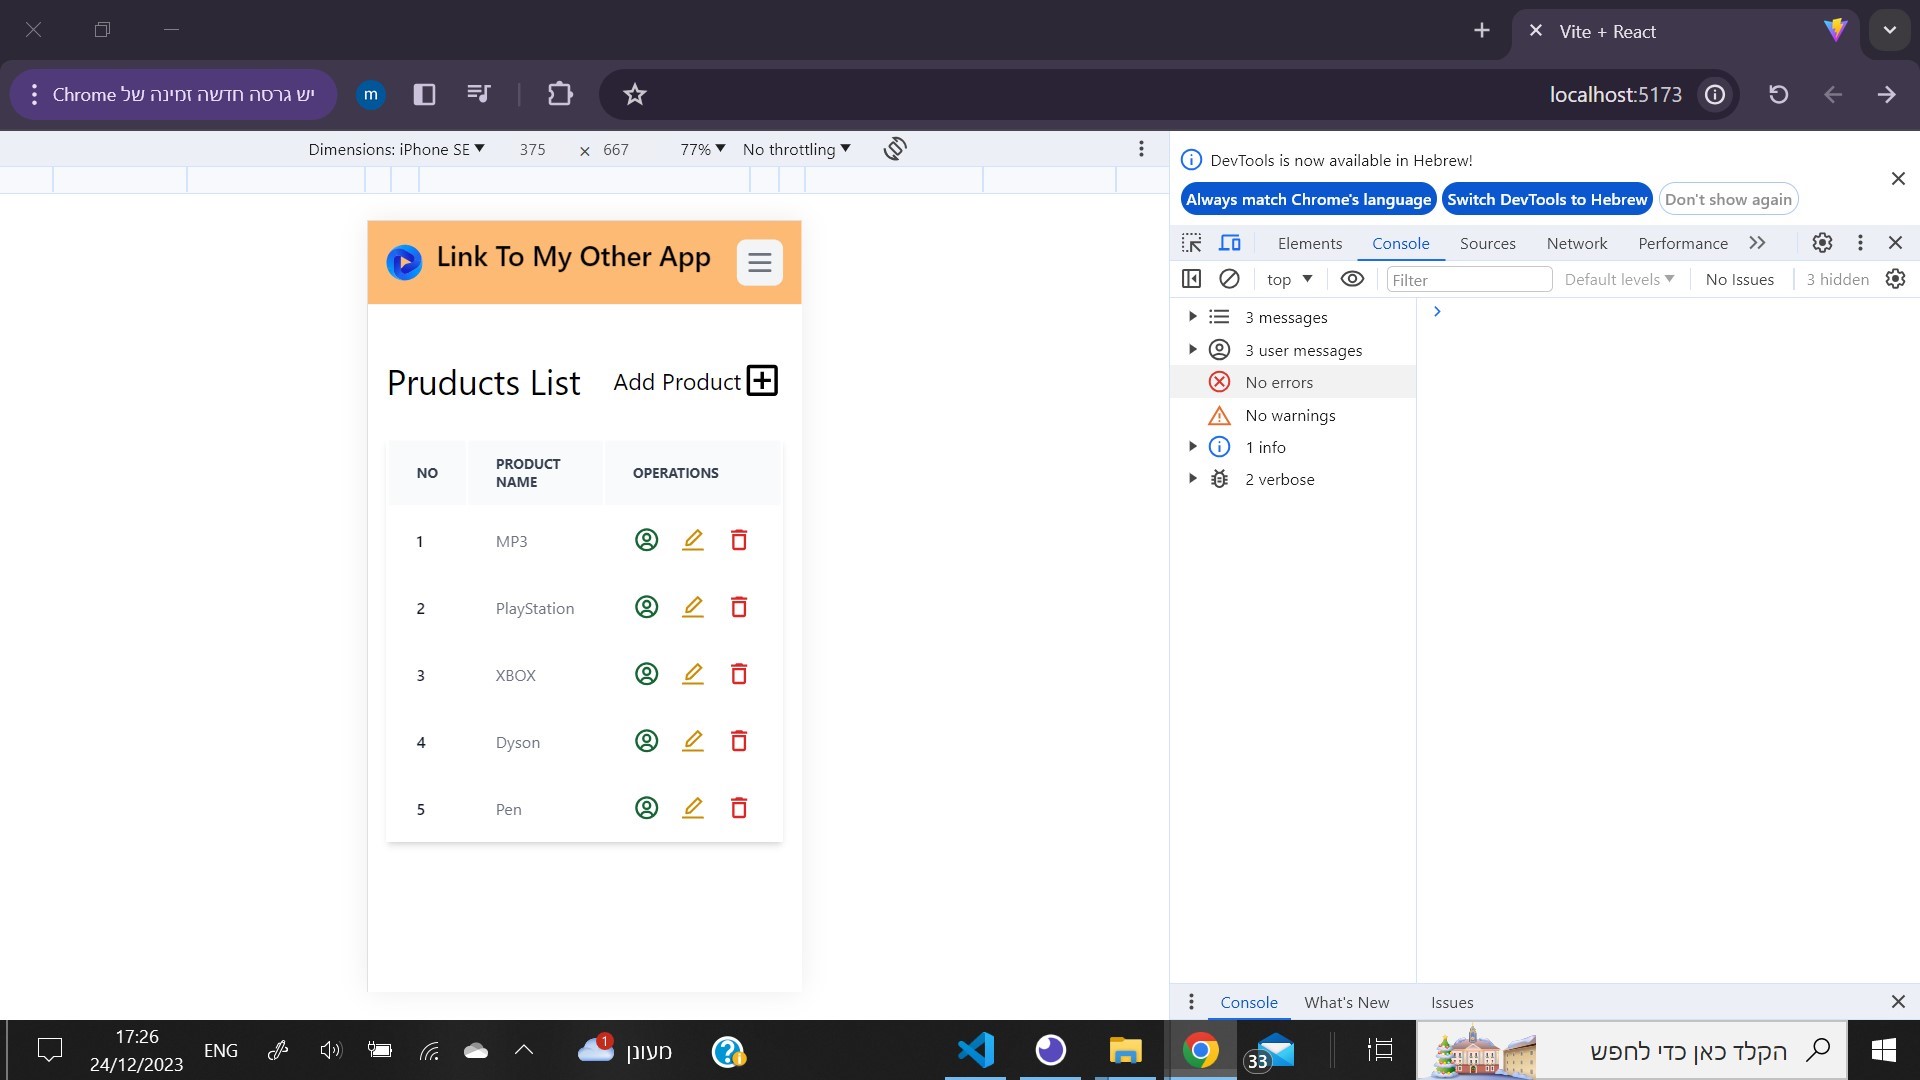 Vite + React
יש גרסה חדשה זמינה של Chrome
m
localhost:5173
Dimensions: iPhone SE
375 × 667
77%
No throttling
DevTools is now available in Hebrew!
Always match Chrome's language
Switch DevTools to Hebrew
Don't show again
Elements
Console
Sources
Network
Performance
top
Filter
Default levels
No Issues
3 hidden
3 messages
3 user messages
No errors
No warnings
1 info
2 verbose
Link To My Other App
Pruducts List
Add Product
NO
PRODUCT
NAME
OPERATIONS
1 MP3
2 PlayStation
3 XBOX
4 Dyson
5 Pen
Console
What's New
Issues
17:26
24/12/2023
ENG
1
מעונן
33
הקלד כאן כדי לחפש